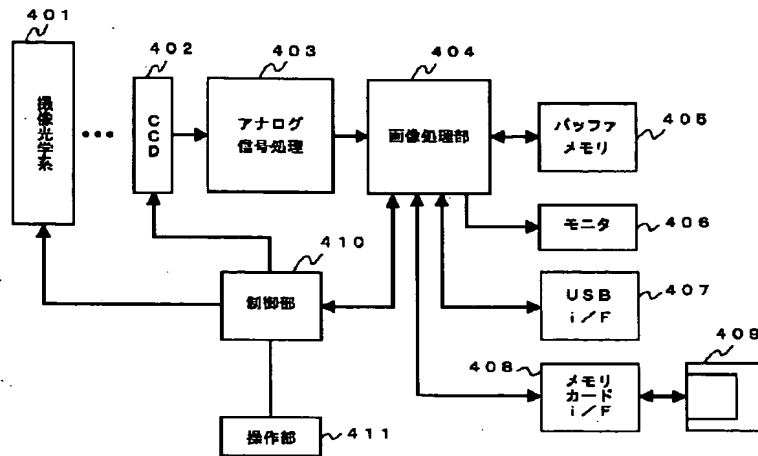 401
402
403
404
撮像光学系
CCD
アナログ
信号処理
画像処理部
バッファ
メモリ
405
モニタ
406
410
制御部
USB
i/F
407
408
メモリ
カード
i/F
409
操作部
411